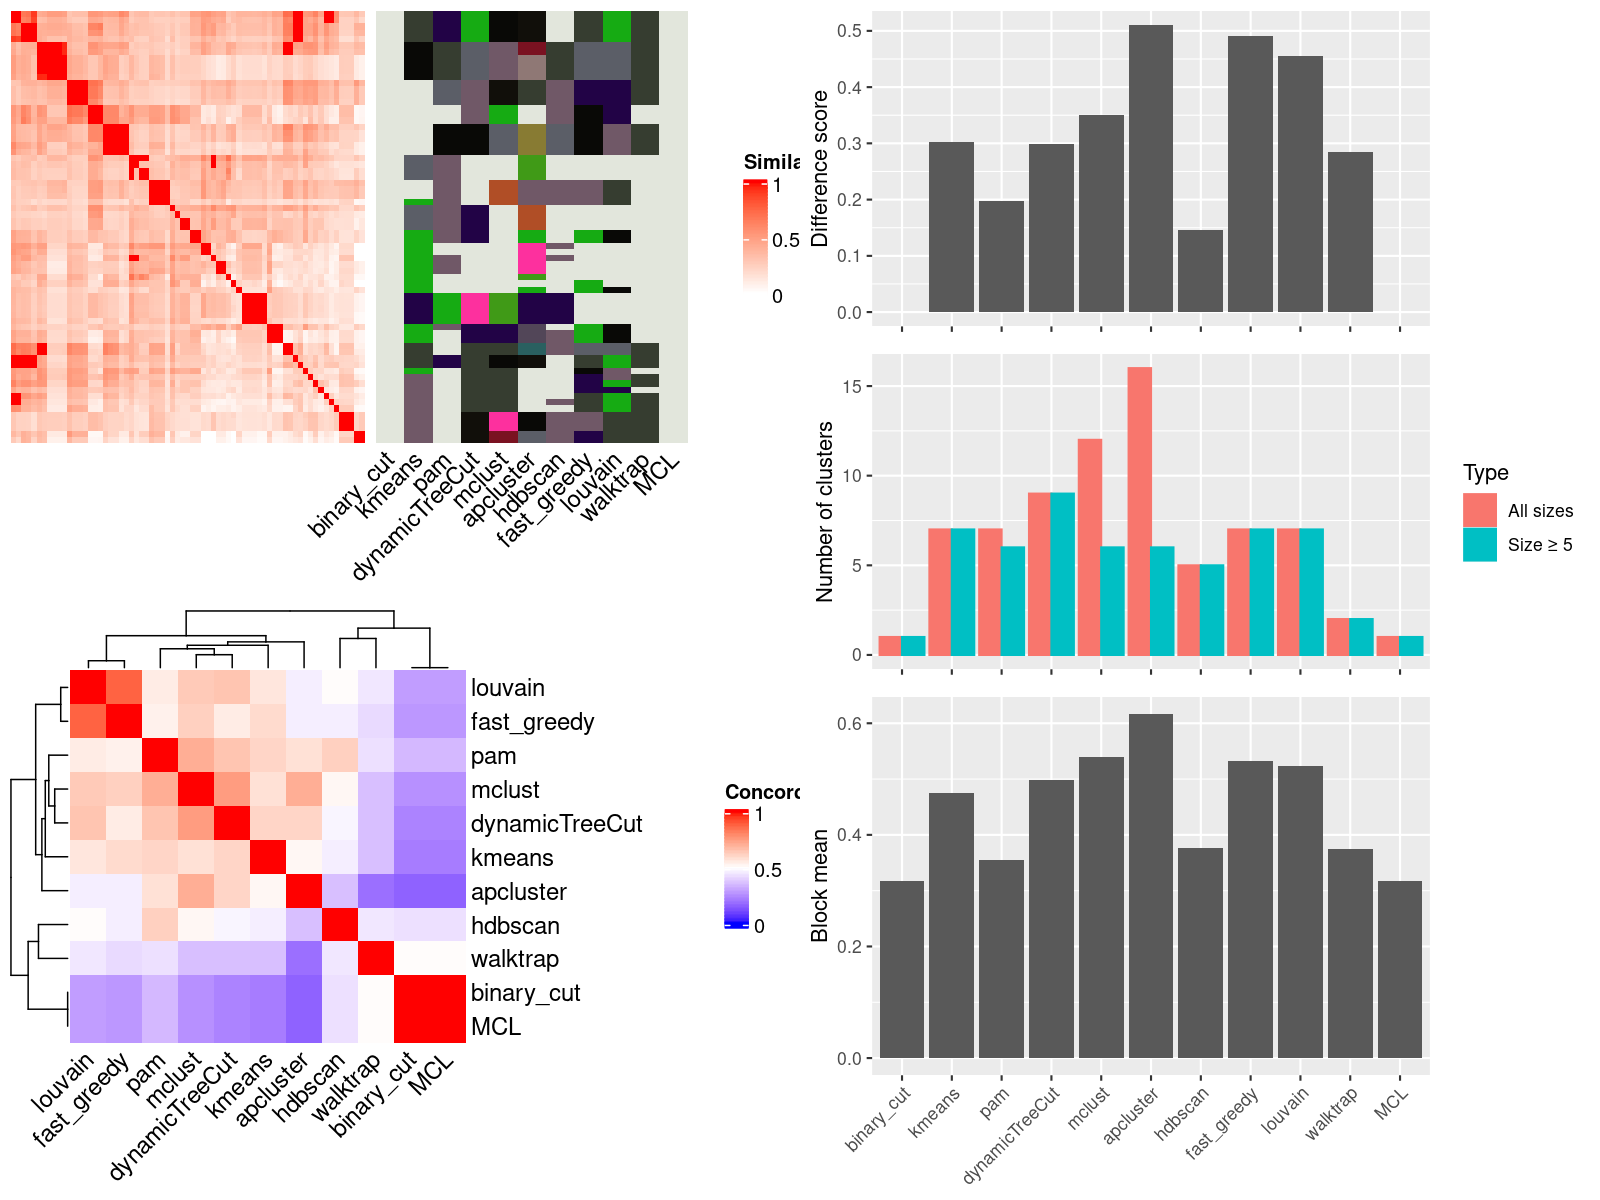 Simila
1
0.5
0
binary_cut
kmeans
pam
dynamicTreeCut
mclust
apcluster
hdbscan
fast_greedy
louvain
walktrap
MCL
louvain
fast_greedy
pam
mclust
dynamicTreeCut
kmeans
apcluster
hdbscan
walktrap
binary_cut
MCL
louvain
fast_greedy
pam
mclust
dynamicTreeCut
kmeans
apcluster
hdbscan
walktrap
binary_cut
MCL
Concord
1
0.5
0
Difference score
0.5
0.4
0.3
0.2
0.1
0.0
Number of clusters
15
10
5
0
Type
All sizes
Size ≥ 5
Block mean
0.6
0.4
0.2
0.0
binary_cut
kmeans
pam
dynamicTreeCut
mclust
apcluster
hdbscan
fast_greedy
louvain
walktrap
MCL